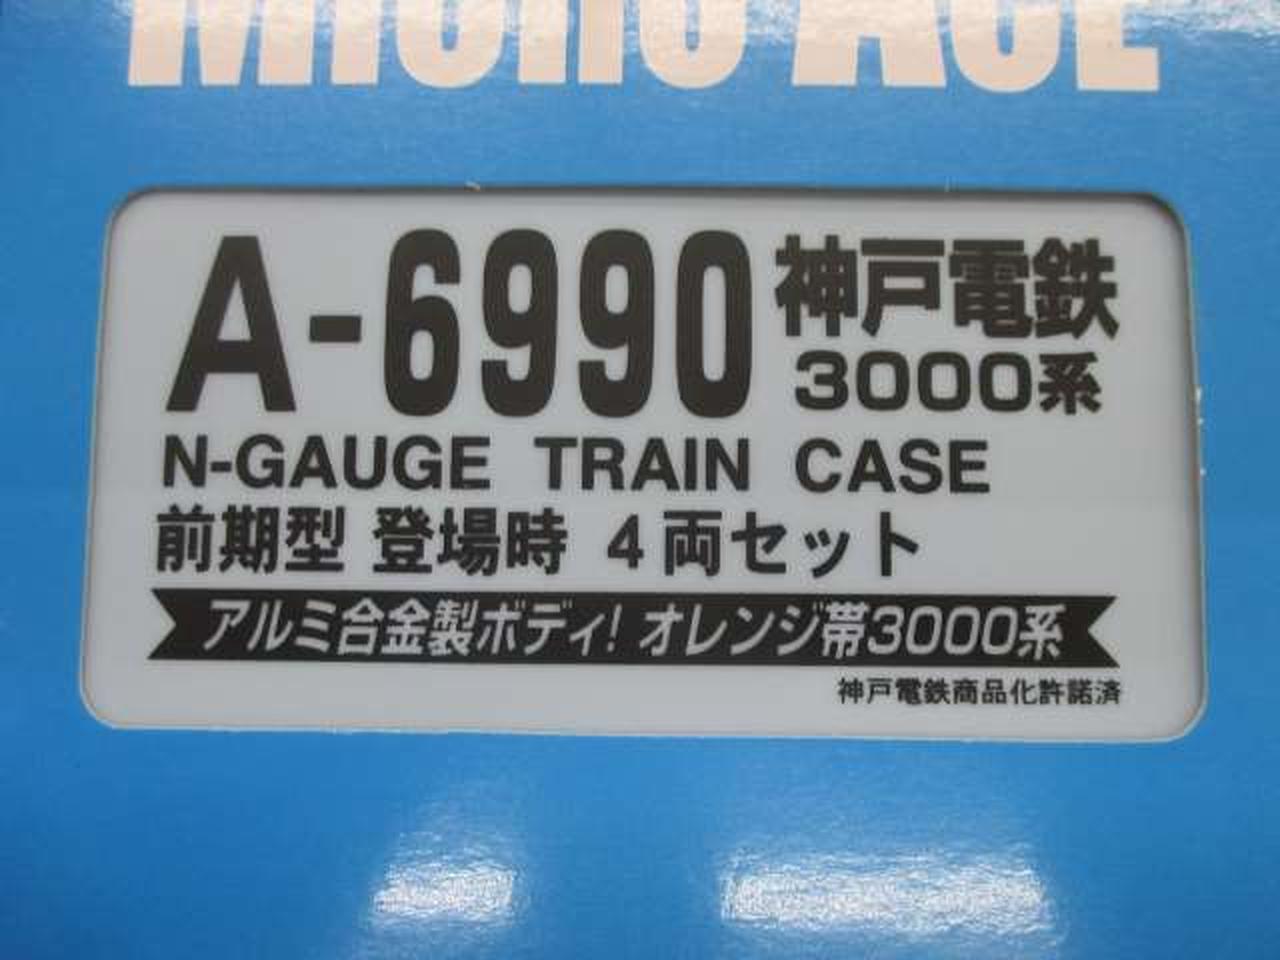 MICRO ACE
A-6990 神戸電鉄
3000系
N-GAUGE TRAIN CASE
前期型 登場時 4両セット
アルミ合金製ボディ! オレンジ帯3000系
神戸電鉄商品化許諾済